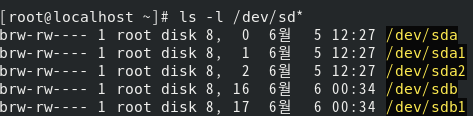 [root@localhost ~]# ls -l /dev/sd*
brw-rw---- 1 root disk 8,  0  6월   5 12:27 /dev/sda
brw-rw---- 1 root disk 8,  1  6월   5 12:27 /dev/sda1
brw-rw---- 1 root disk 8,  2  6월   5 12:27 /dev/sda2
brw-rw---- 1 root disk 8, 16  6월   6 00:34 /dev/sdb
brw-rw---- 1 root disk 8, 17  6월   6 00:34 /dev/sdb1